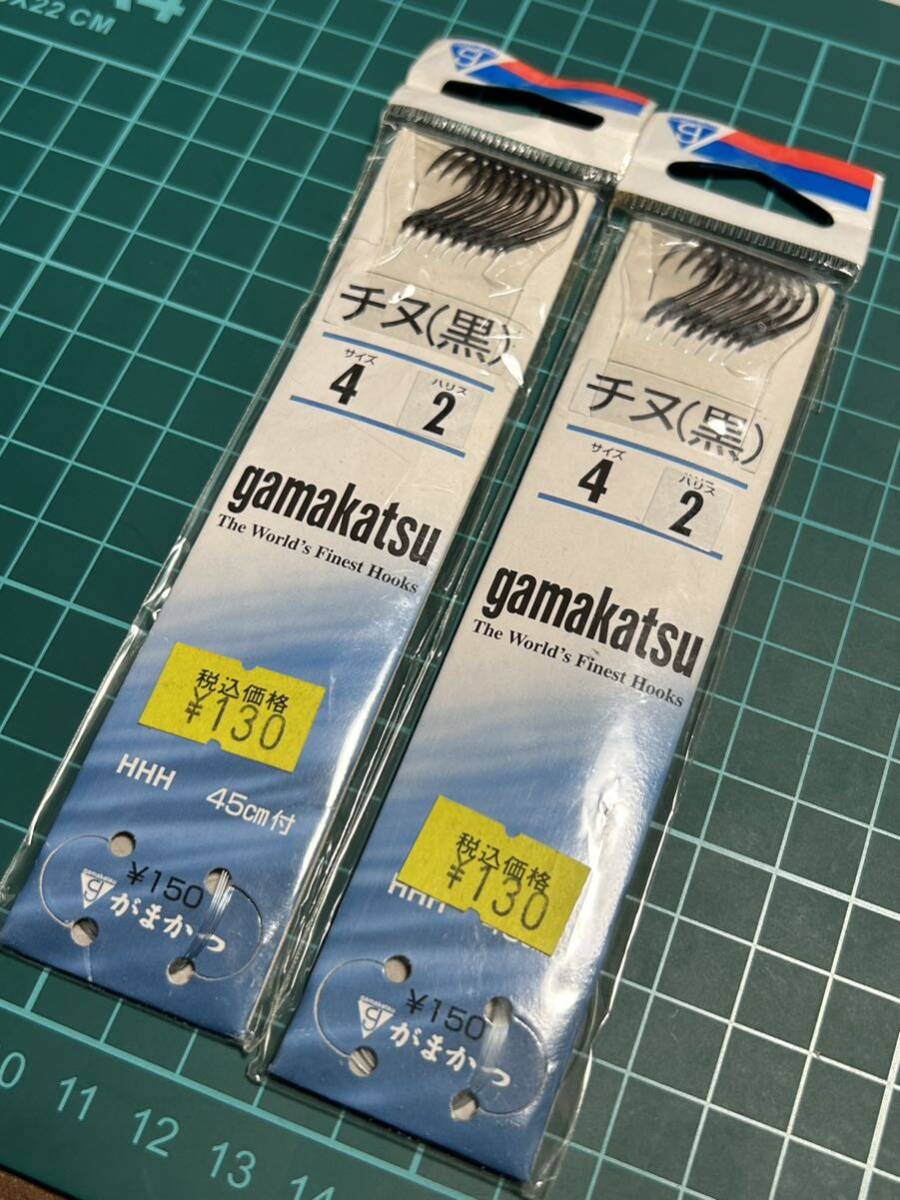 22 CM
チヌ(黒)
サイズ
4
ハリス
2
gamakatsu
The World's Finest Hooks
税込価格
¥130
HHH 45cm付
¥150
gamakatsu
がまかつ
チヌ(黒)
サイズ
4
ハリス
2
gamakatsu
The World's Finest Hooks
税込価格
¥130
HHH
¥150
gamakatsu
がまかつ
0 11 12 13 14